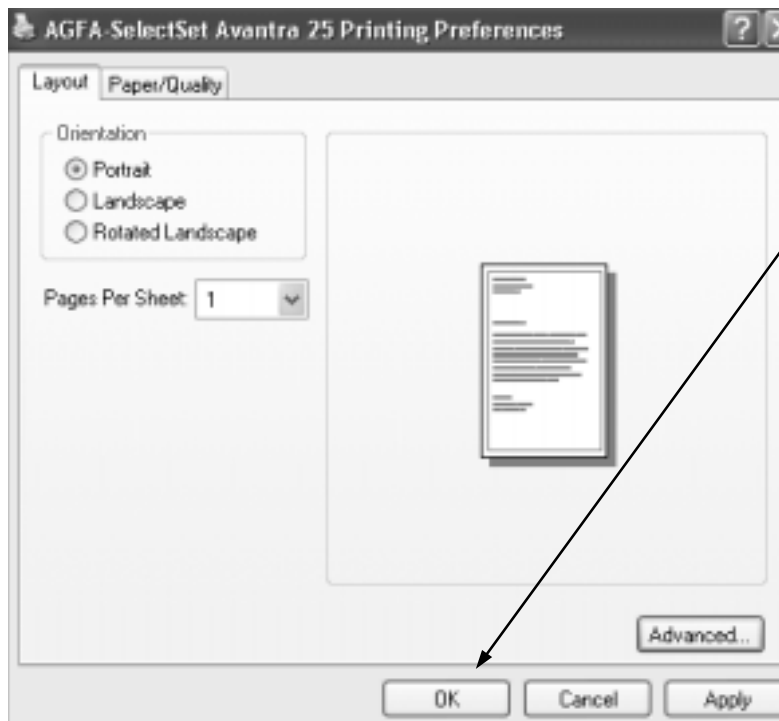 AGFA-SelectSet Avantra 25 Printing Preferences
Layout
Paper/Quality
Orientation
Portrait
Landscape
Rotated Landscape
Pages Per Sheet: 1
Advanced...
OK
Cancel
Apply